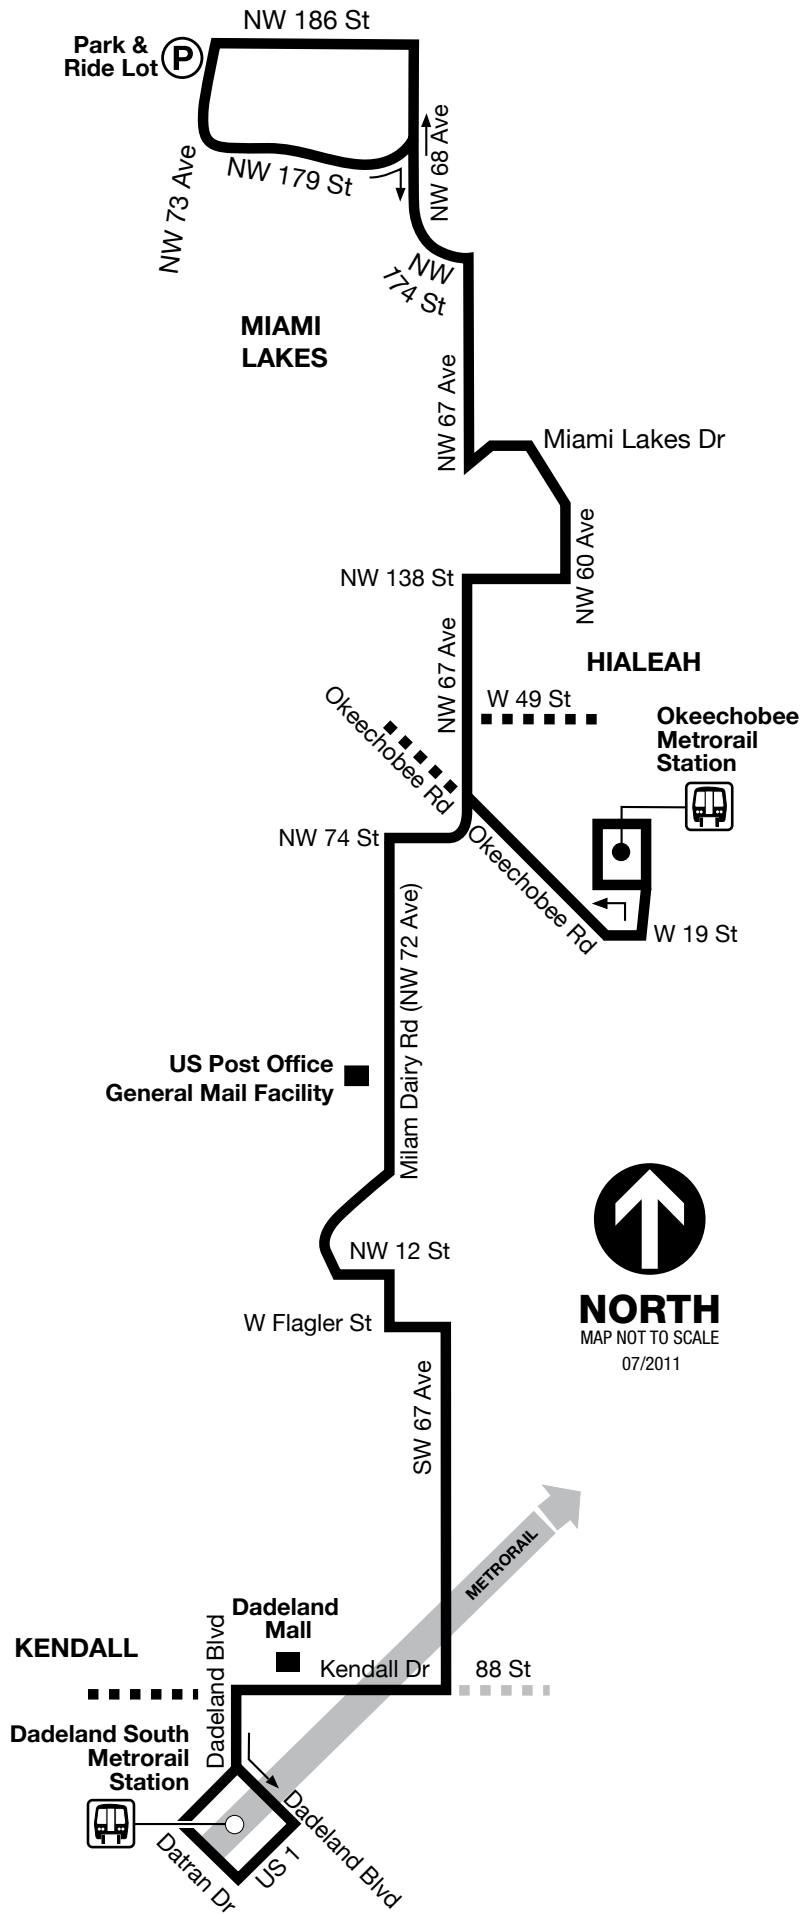 NW 186 St
Park &
Ride Lot
P
NW 68 Ave
NW 179 St
NW 73 Ave
NW
174 St
MIAMI
LAKES
NW 67 Ave
Miami Lakes Dr
NW 60 Ave
NW 138 St
NW 67 Ave
HIALEAH
W 49 St
Okeechobee
Metrorail
Station
Okeechobee Rd
NW 74 St
Okeechobee Rd
W 19 St
Milam Dairy Rd (NW 72 Ave)
US Post Office
General Mail Facility
NW 12 St
W Flagler St
NORTH
MAP NOT TO SCALE
07/2011
SW 67 Ave
METRORAIL
Dadeland
Mall
KENDALL
Dadeland Blvd
Kendall Dr
88 St
Dadeland South
Metrorail
Station
Dadeland Blvd
US 1
Datran Dr